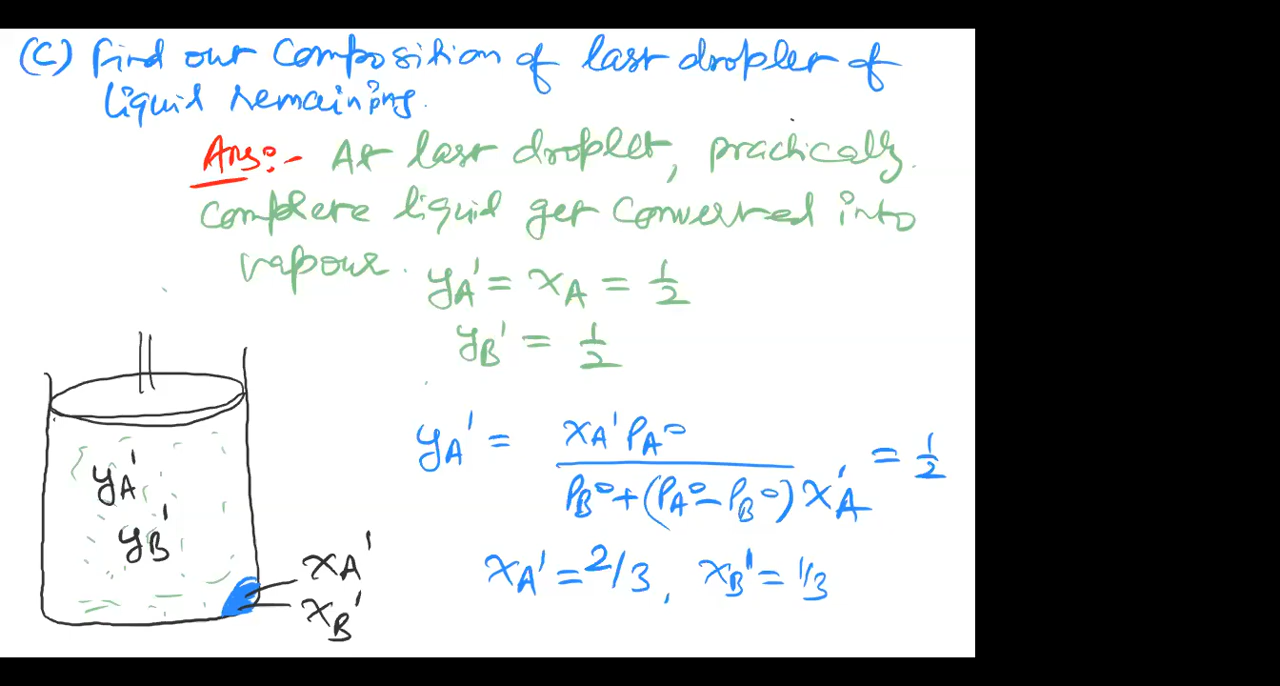 (C) Find out Composition of last droplet of
liquid remaining.
Ans:- At last droplet, practically
complete liquid get converted into
vapour. yA' = xA = 1/2
yB' = 1/2
yA' = xA' PA° / PB° + (PA° - PB°) xA' = 1/2
xA' = 2/3, xB' = 1/3
yA'
yB'
xA'
xB'